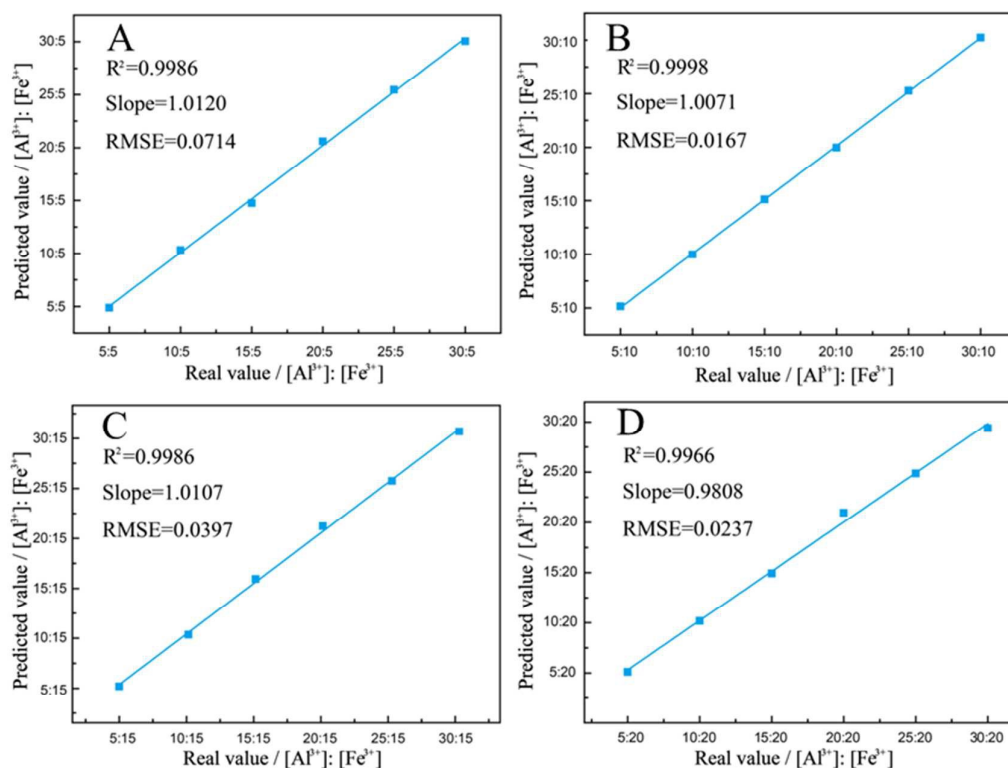 A
R²=0.9986
Slope=1.0120
RMSE=0.0714
30:5
25:5
20:5
15:5
10:5
5:5
Predicted value / [Al³⁺]: [Fe³⁺]
5:5 10:5 15:5 20:5 25:5 30:5
Real value / [Al³⁺]: [Fe³⁺]
B
R²=0.9998
Slope=1.0071
RMSE=0.0167
30:10
25:10
20:10
15:10
10:10
5:10
Predicted value / [Al³⁺]: [Fe³⁺]
5:10 10:10 15:10 20:10 25:10 30:10
Real value / [Al³⁺]: [Fe³⁺]
C
R²=0.9986
Slope=1.0107
RMSE=0.0397
30:15
25:15
20:15
15:15
10:15
5:15
Predicted value / [Al³⁺]: [Fe³⁺]
5:15 10:15 15:15 20:15 25:15 30:15
Real value / [Al³⁺]: [Fe³⁺]
D
R²=0.9966
Slope=0.9808
RMSE=0.0237
30:20
25:20
20:20
15:20
10:20
5:20
Predicted value / [Al³⁺]: [Fe³⁺]
5:20 10:20 15:20 20:20 25:20 30:20
Real value / [Al³⁺]: [Fe³⁺]